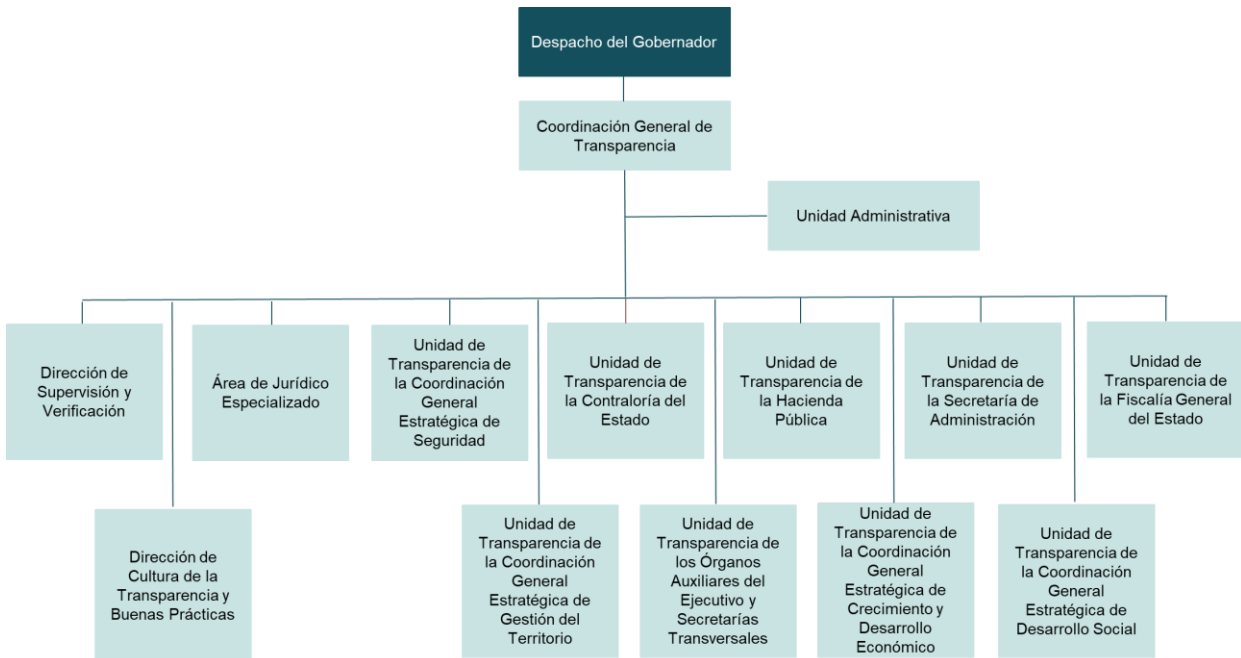 Despacho del Gobernador
Coordinación General de
Transparencia
Unidad Administrativa
Dirección de
Supervisión y
Verificación
Área de Jurídico
Especializado
Unidad de
Transparencia de
la Coordinación
General
Estratégica de
Seguridad
Unidad de
Transparencia de
la Contraloría del
Estado
Unidad de
Transparencia de
la Hacienda
Pública
Unidad de
Transparencia de
la Secretaría de
Administración
Unidad de
Transparencia de
la Fiscalía General
del Estado
Dirección de
Cultura de la
Transparencia y
Buenas Prácticas
Unidad de
Transparencia de
la Coordinación
General
Estratégica de
Gestión del
Territorio
Unidad de
Transparencia de
los Órganos
Auxiliares del
Ejecutivo y
Secretarías
Transversales
Unidad de
Transparencia de
la Coordinación
General
Estratégica de
Crecimiento y
Desarrollo
Económico
Unidad de
Transparencia de
la Coordinación
General
Estratégica de
Desarrollo Social